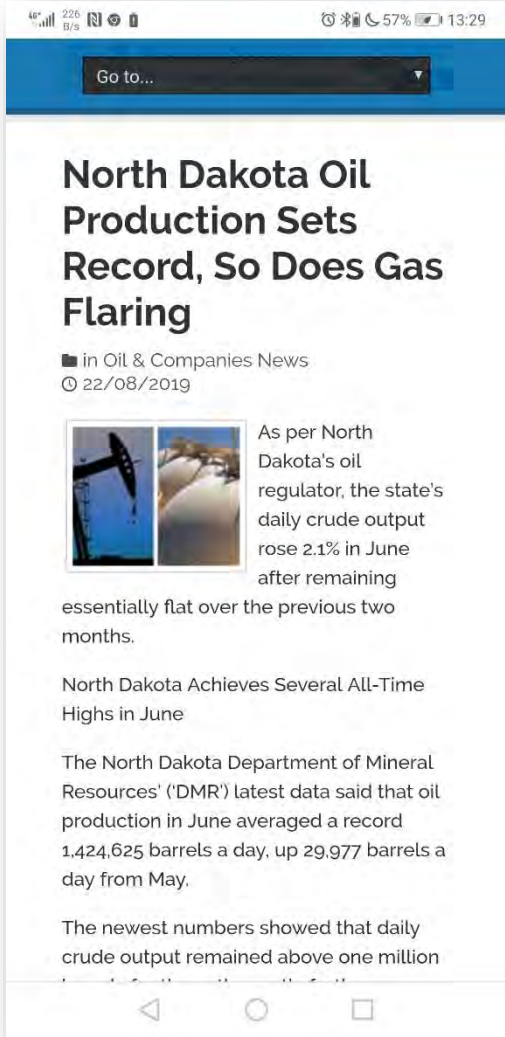 4G+ 226 B/s 57% 13:29
Go to...
North Dakota Oil
Production Sets
Record, So Does Gas
Flaring
in Oil & Companies News
22/08/2019
As per North
Dakota's oil
regulator, the state's
daily crude output
rose 2.1% in June
after remaining
essentially flat over the previous two
months.
North Dakota Achieves Several All-Time
Highs in June
The North Dakota Department of Mineral
Resources' ('DMR') latest data said that oil
production in June averaged a record
1,424,625 barrels a day, up 29,977 barrels a
day from May.
The newest numbers showed that daily
crude output remained above one million